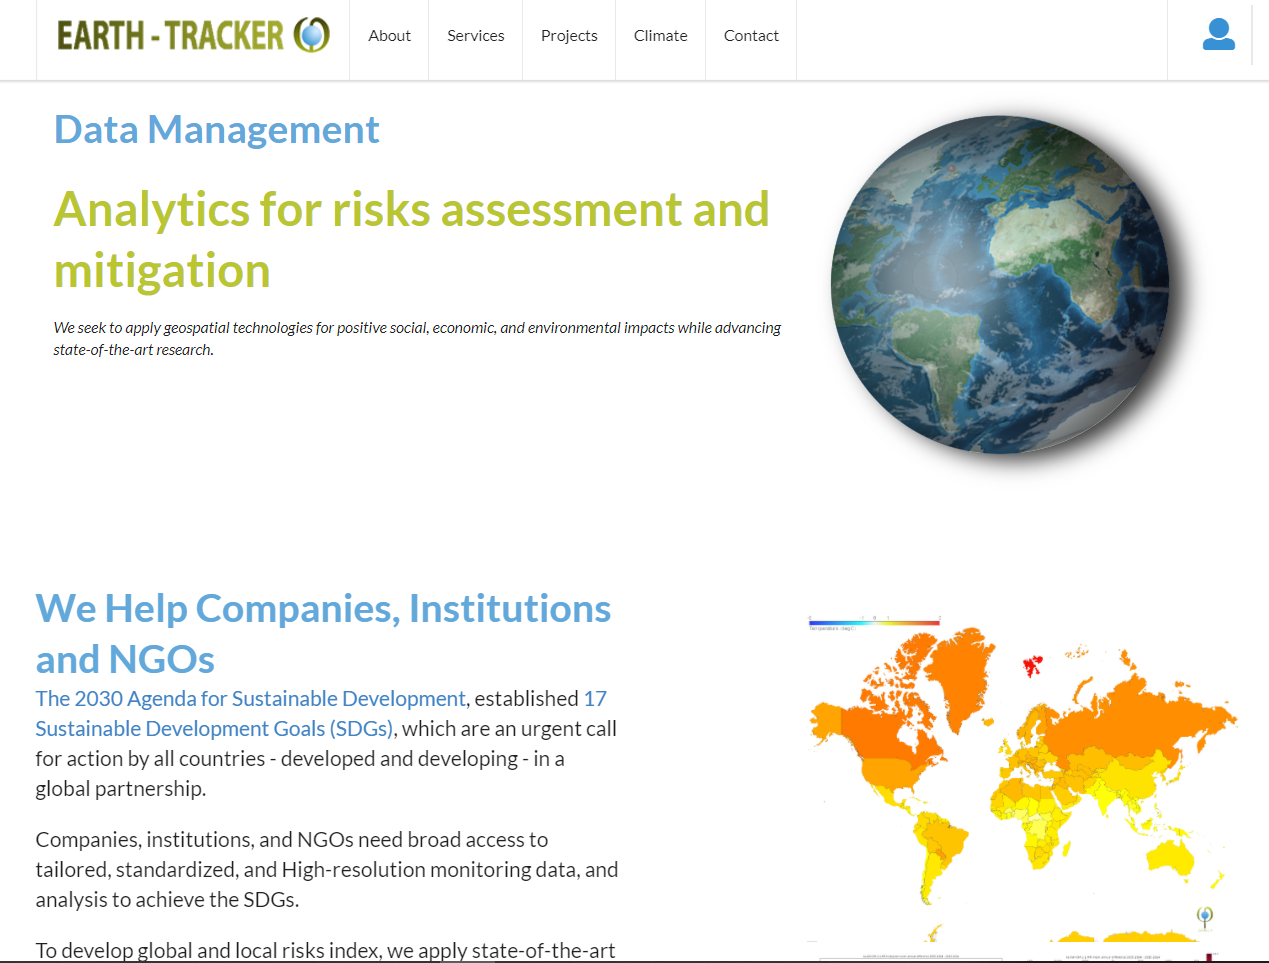 EARTH - TRACKER
About
Services
Projects
Climate
Contact
Data Management
Analytics for risks assessment and
mitigation
We seek to apply geospatial technologies for positive social, economic, and environmental impacts while advancing
state-of-the-art research.
We Help Companies, Institutions
and NGOs
The 2030 Agenda for Sustainable Development, established 17
Sustainable Development Goals (SDGs), which are an urgent call
for action by all countries - developed and developing - in a
global partnership.
Companies, institutions, and NGOs need broad access to
tailored, standardized, and High-resolution monitoring data, and
analysis to achieve the SDGs.
To develop global and local risks index, we apply state-of-the-art